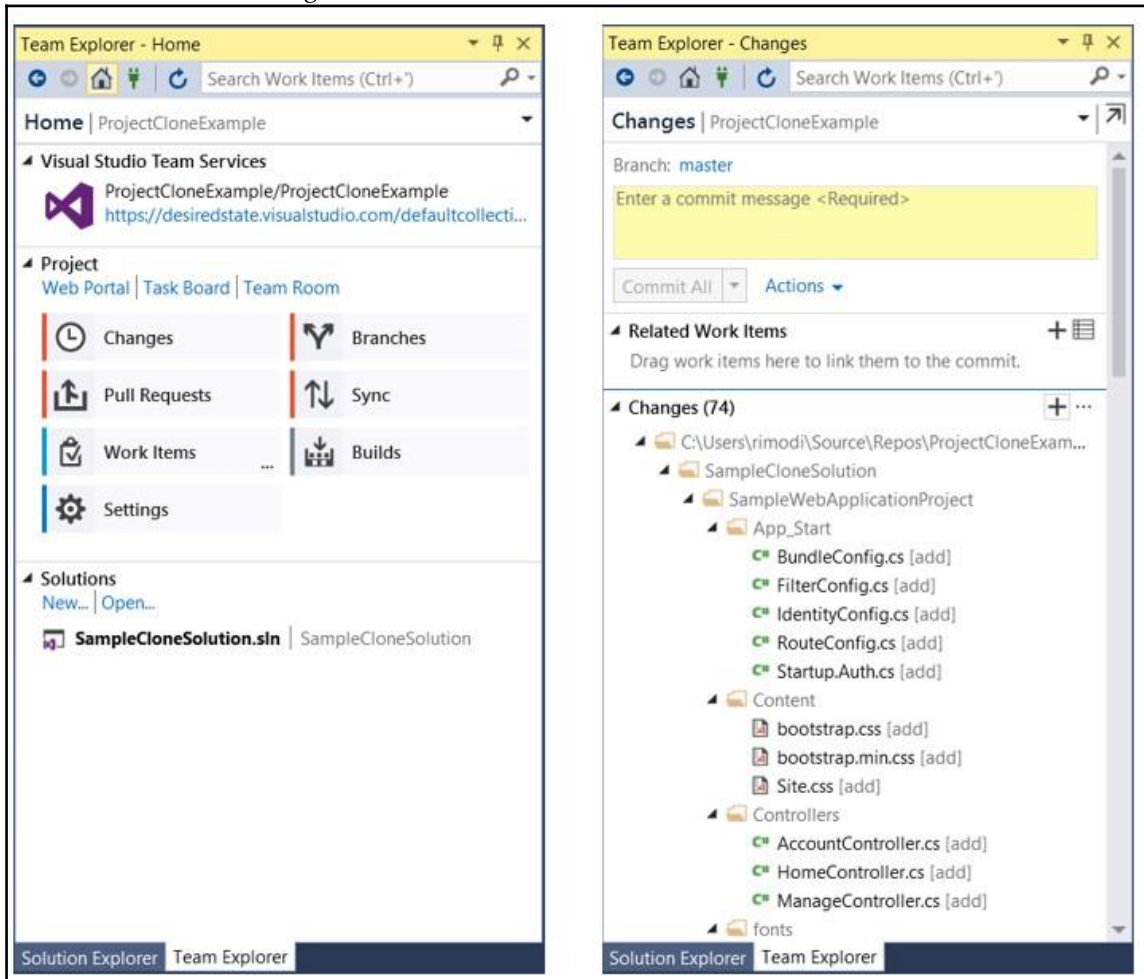 Team Explorer - Home
Search Work Items (Ctrl+')
Home | ProjectCloneExample
Visual Studio Team Services
ProjectCloneExample/ProjectCloneExample
https://desiredstate.visualstudio.com/defaultcollecti...
Project
Web Portal | Task Board | Team Room
Changes
Branches
Pull Requests
Sync
Work Items ...
Builds
Settings
Solutions
New... | Open...
SampleCloneSolution.sln | SampleCloneSolution
Solution Explorer Team Explorer
Team Explorer - Changes
Search Work Items (Ctrl+')
Changes | ProjectCloneExample
Branch: master
Enter a commit message <Required>
Commit All Actions
Related Work Items
Drag work items here to link them to the commit.
Changes (74) ...
C:\Users\rimodi\Source\Repos\ProjectCloneExam...
SampleCloneSolution
SampleWebApplicationProject
App_Start
C# BundleConfig.cs [add]
C# FilterConfig.cs [add]
C# IdentityConfig.cs [add]
C# RouteConfig.cs [add]
C# Startup.Auth.cs [add]
Content
bootstrap.css [add]
bootstrap.min.css [add]
Site.css [add]
Controllers
C# AccountController.cs [add]
C# HomeController.cs [add]
C# ManageController.cs [add]
fonts
Solution Explorer Team Explorer